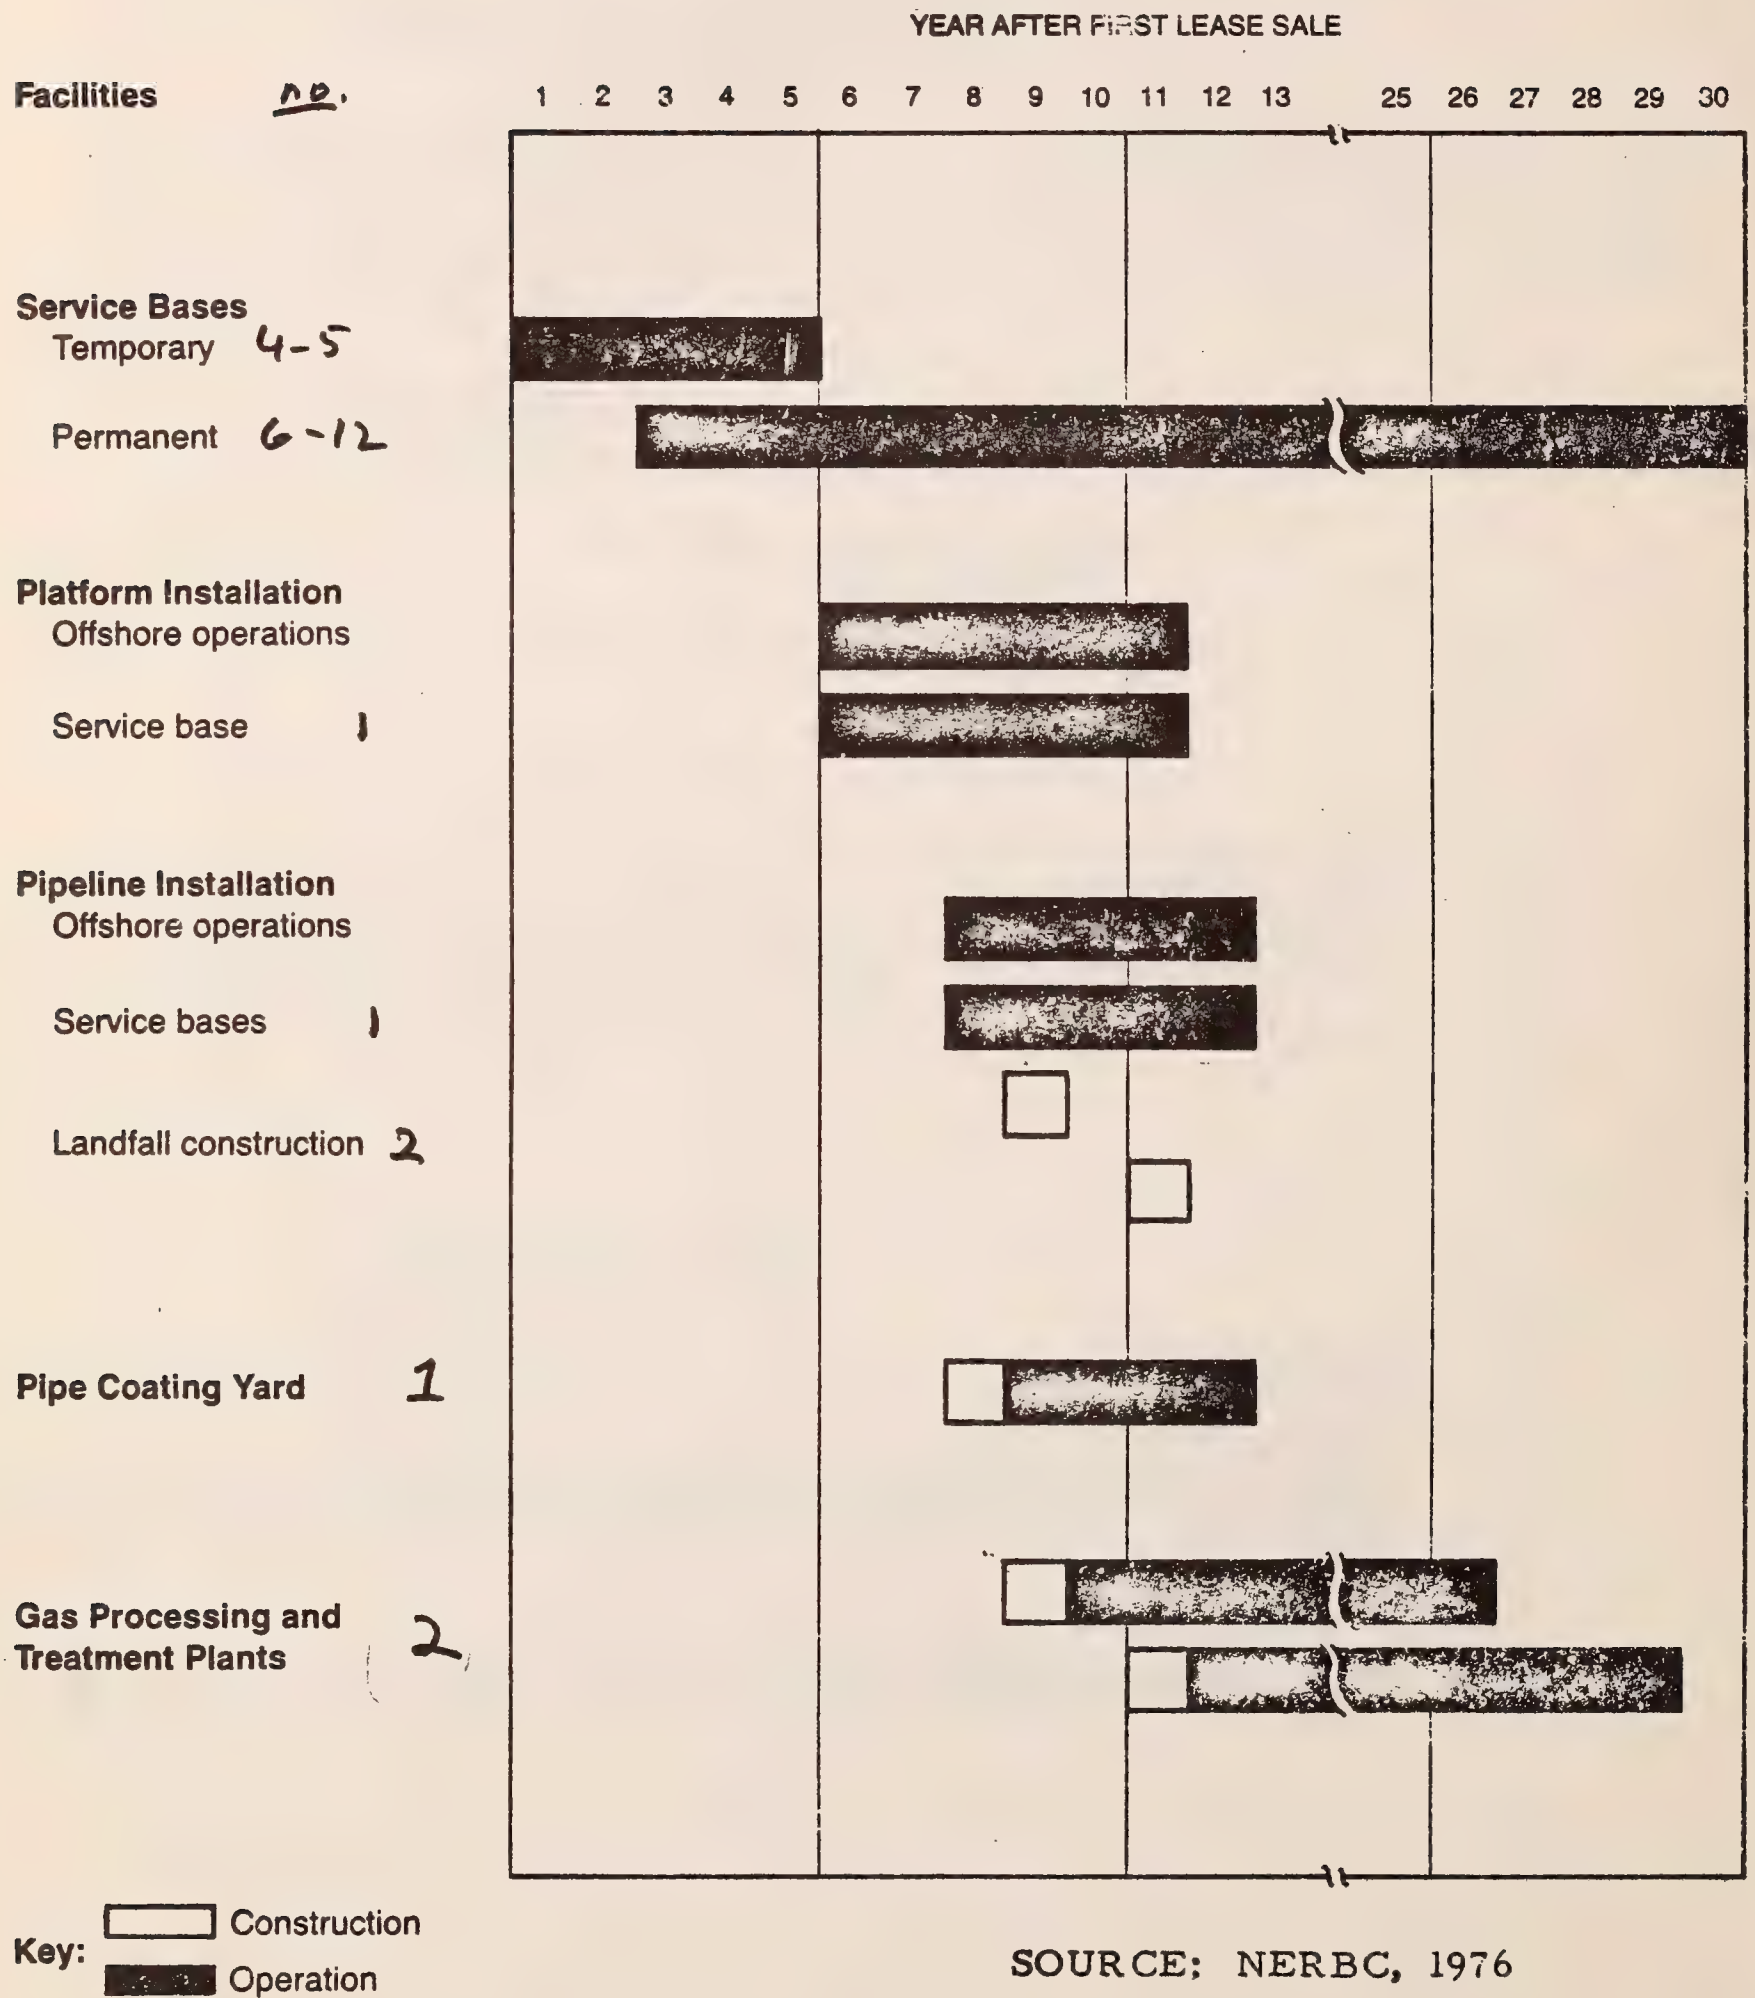 YEAR AFTER FIRST LEASE SALE
Facilities no. 1 2 3 4 5 6 7 8 9 10 11 12 13 25 26 27 28 29 30
Service Bases
Temporary 4-5
Permanent 6-12
Platform Installation
Offshore operations
Service base 1
Pipeline Installation
Offshore operations
Service bases 1
Landfall construction 2
Pipe Coating Yard 1
Gas Processing and
Treatment Plants 2
Key: Construction
Operation
SOURCE; NERBC, 1976